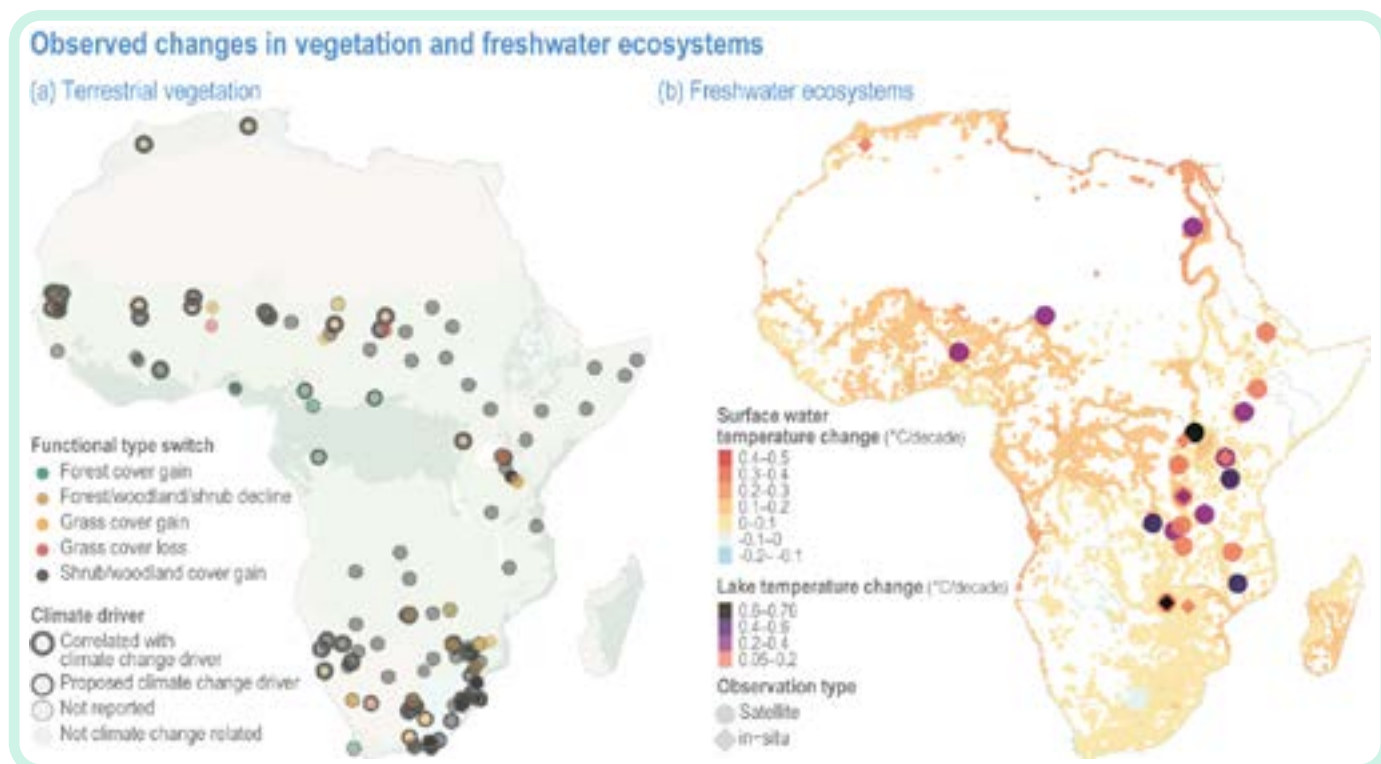 Observed changes in vegetation and freshwater ecosystems
(a) Terrestrial vegetation
(b) Freshwater ecosystems
Functional type switch
Forest cover gain
Forest/woodland/shrub decline
Grass cover gain
Grass cover loss
Shrub/woodland cover gain
Climate driver
Correlated with
climate change driver
Proposed climate change driver
Not reported
Not climate change related
Surface water
temperature change (°C/decade)
0.4–0.5
0.3–0.4
0.2–0.3
0.1–0.2
0–0.1
-0.1–0
-0.2– -0.1
Lake temperature change (°C/decade)
0.6–0.76
0.4–0.6
0.2–0.4
0.05–0.2
Observation type
Satellite
in-situ